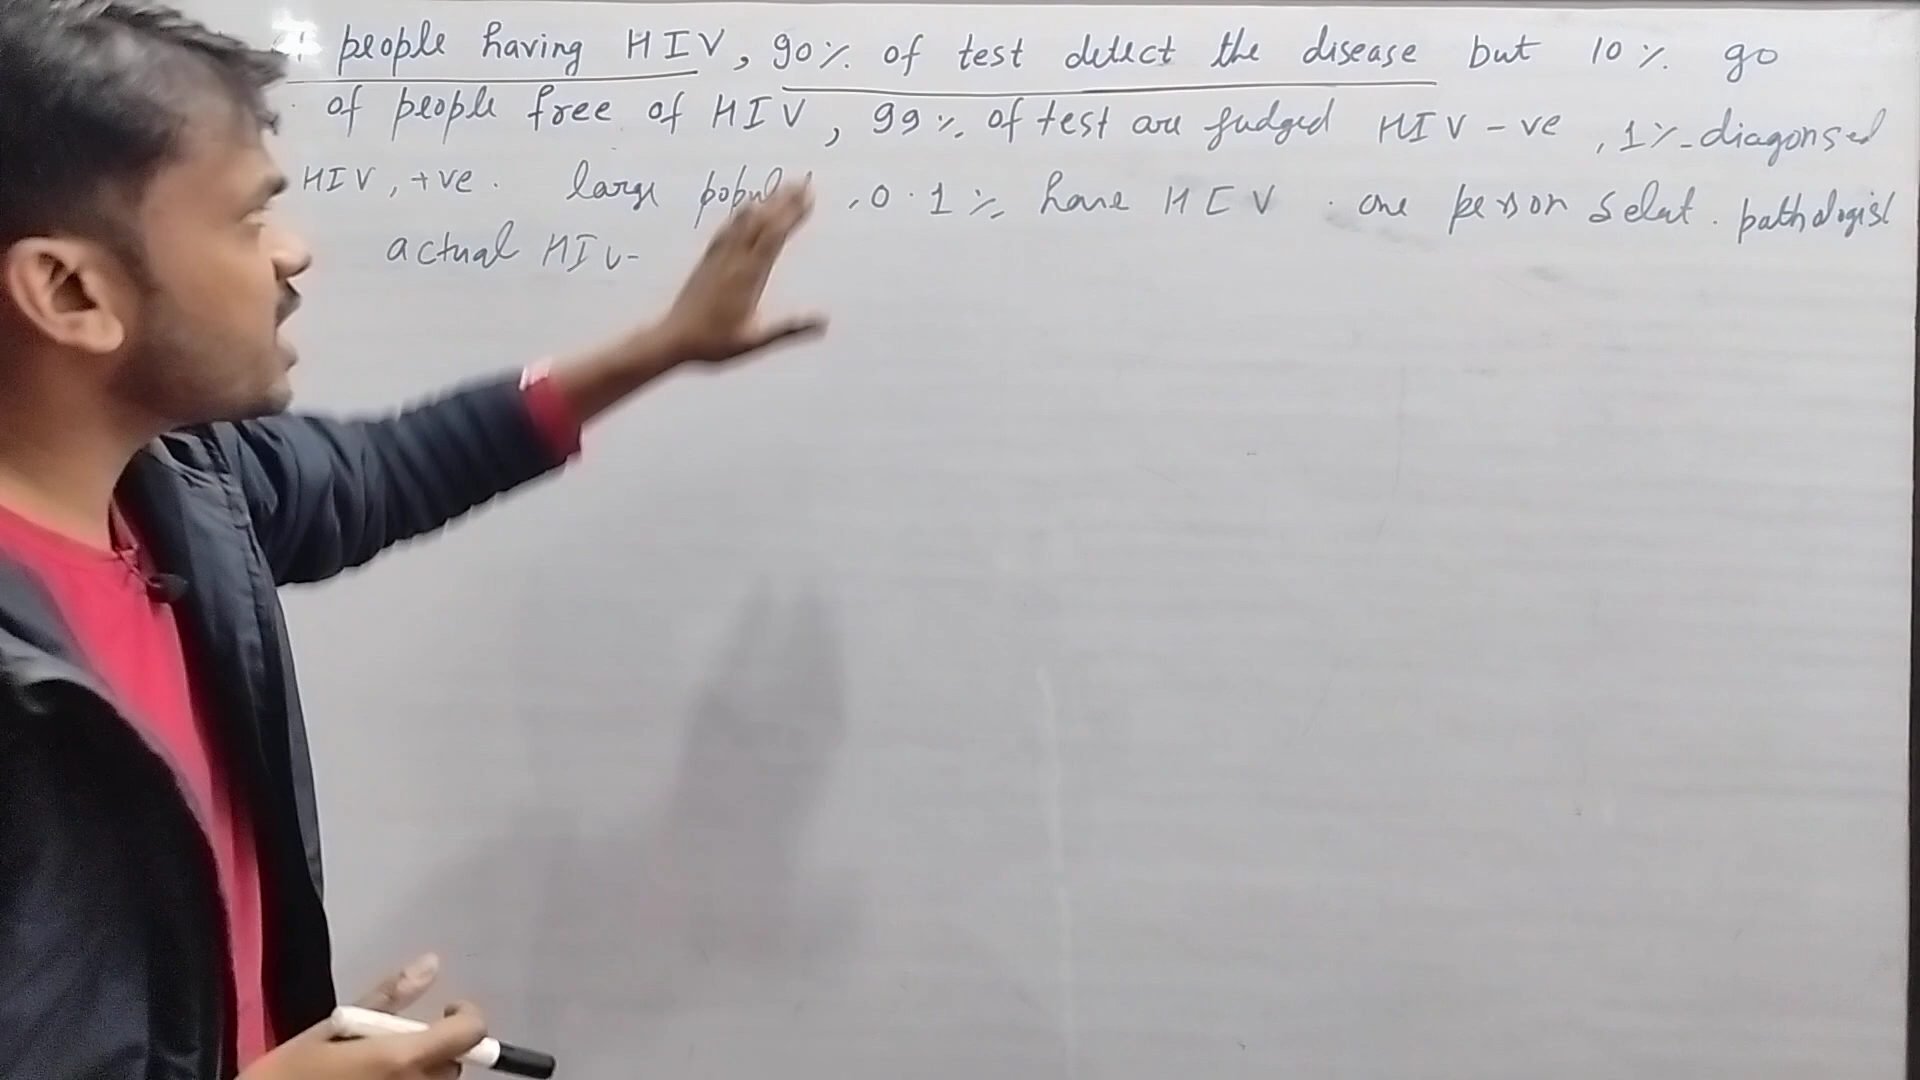 people having HIV, 90% of test detect the disease but 10% go
of people free of HIV, 99% of test are judged HIV -ve, 1% diagonsed
HIV, +ve. large popul , 0.1% have HIV. one person selut. pathologist
actual HIV-